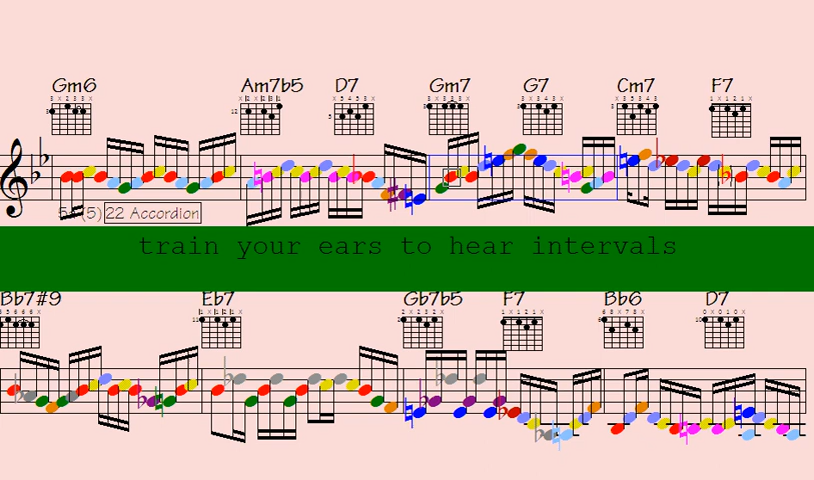 Gm6 Am7b5 D7 Gm7 G7 Cm7 F7
(5) 22 Accordion
train your ears to hear intervals
Bb7#9 Eb7 Gb7b5 F7 Bb6 D7